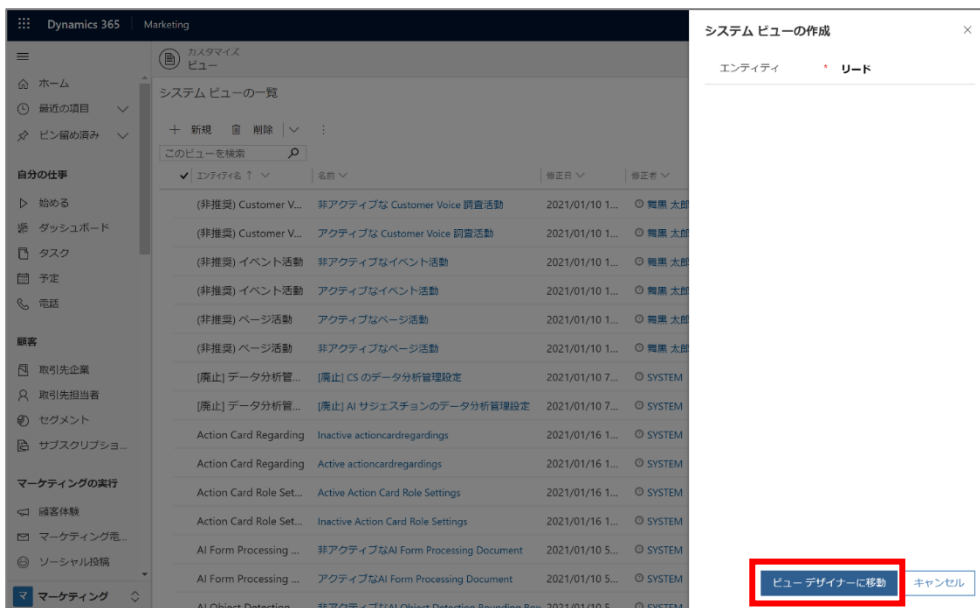 Dynamics 365 Marketing
システム ビューの作成
エンティティ * リード
カスタマイズ
ビュー
ホーム
最近の項目
ピン留め済み
自分の仕事
始める
ダッシュボード
タスク
予定
電話
顧客
取引先企業
取引先担当者
セグメント
サブスクリプショ...
マーケティングの実行
顧客体験
マーケティング電...
ソーシャル投稿
マ マーケティング
システム ビューの一覧
新規 削除
このビューを検索
エンティティ名 ↑ 名前 修正日 修正者
(非推奨) Customer V... 非アクティブな Customer Voice 調査活動 2021/01/10 1... 舞黒 太郎
(非推奨) Customer V... アクティブな Customer Voice 調査活動 2021/01/10 1... 舞黒 太郎
(非推奨) イベント活動 非アクティブなイベント活動 2021/01/10 1... 舞黒 太郎
(非推奨) イベント活動 アクティブなイベント活動 2021/01/10 1... 舞黒 太郎
(非推奨) ページ活動 アクティブなページ活動 2021/01/10 1... 舞黒 太郎
(非推奨) ページ活動 非アクティブなページ活動 2021/01/10 1... 舞黒 太郎
[廃止] データ分析管... [廃止] CS のデータ分析管理設定 2021/01/10 7... SYSTEM
[廃止] データ分析管... [廃止] AI サジェスチョンのデータ分析管理設定 2021/01/10 7... SYSTEM
Action Card Regarding Inactive actioncardregardings 2021/01/16 1... SYSTEM
Action Card Regarding Active actioncardregardings 2021/01/16 1... SYSTEM
Action Card Role Set... Active Action Card Role Settings 2021/01/16 1... SYSTEM
Action Card Role Set... Inactive Action Card Role Settings 2021/01/16 1... SYSTEM
AI Form Processing ... 非アクティブなAI Form Processing Document 2021/01/10 5... SYSTEM
AI Form Processing ... アクティブなAI Form Processing Document 2021/01/10 5... SYSTEM
AI Object Detection 非アクティブなAI Object Detection Bounding Box 2021/01/10 5 SYSTEM
ビュー デザイナーに移動 キャンセル